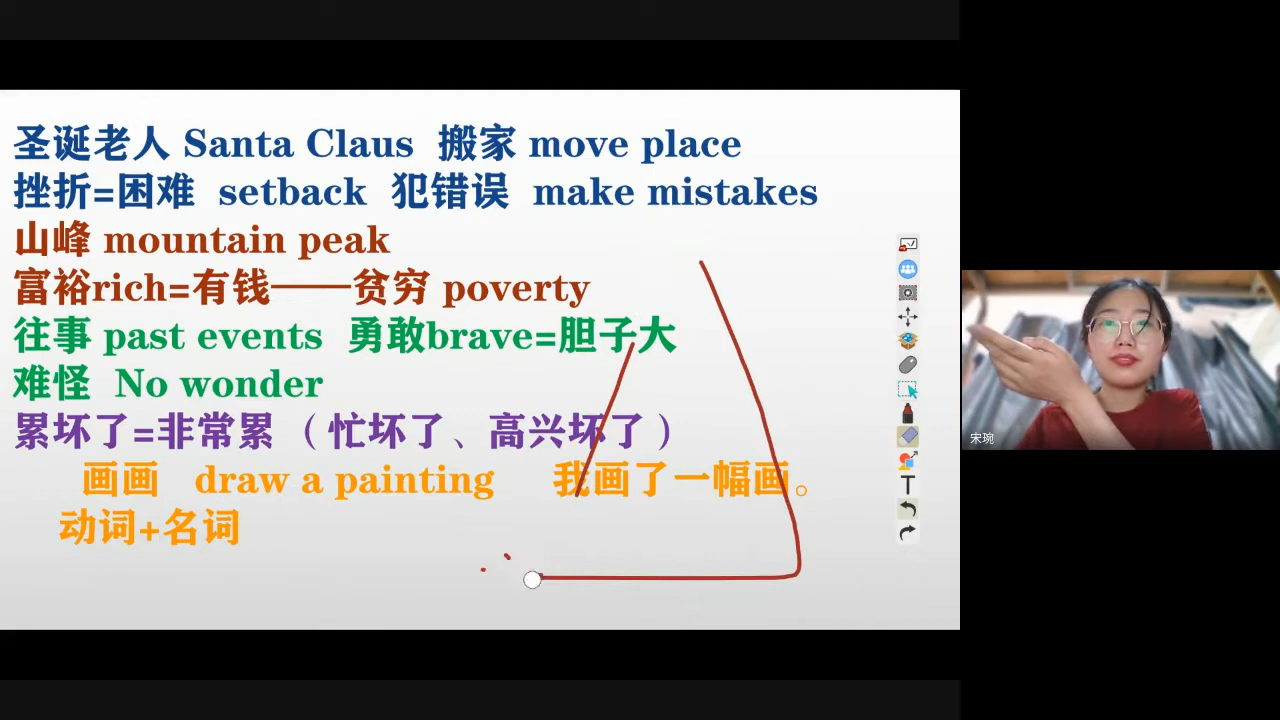 圣诞老人 Santa Claus 搬家 move place
挫折=困难 setback 犯错误 make mistakes
山峰 mountain peak
富裕rich=有钱——贫穷 poverty
往事 past events 勇敢brave=胆子大
难怪 No wonder
累坏了=非常累（忙坏了、高兴坏了）
画画 draw a painting 我画了一幅画。
动词+名词
宋琬